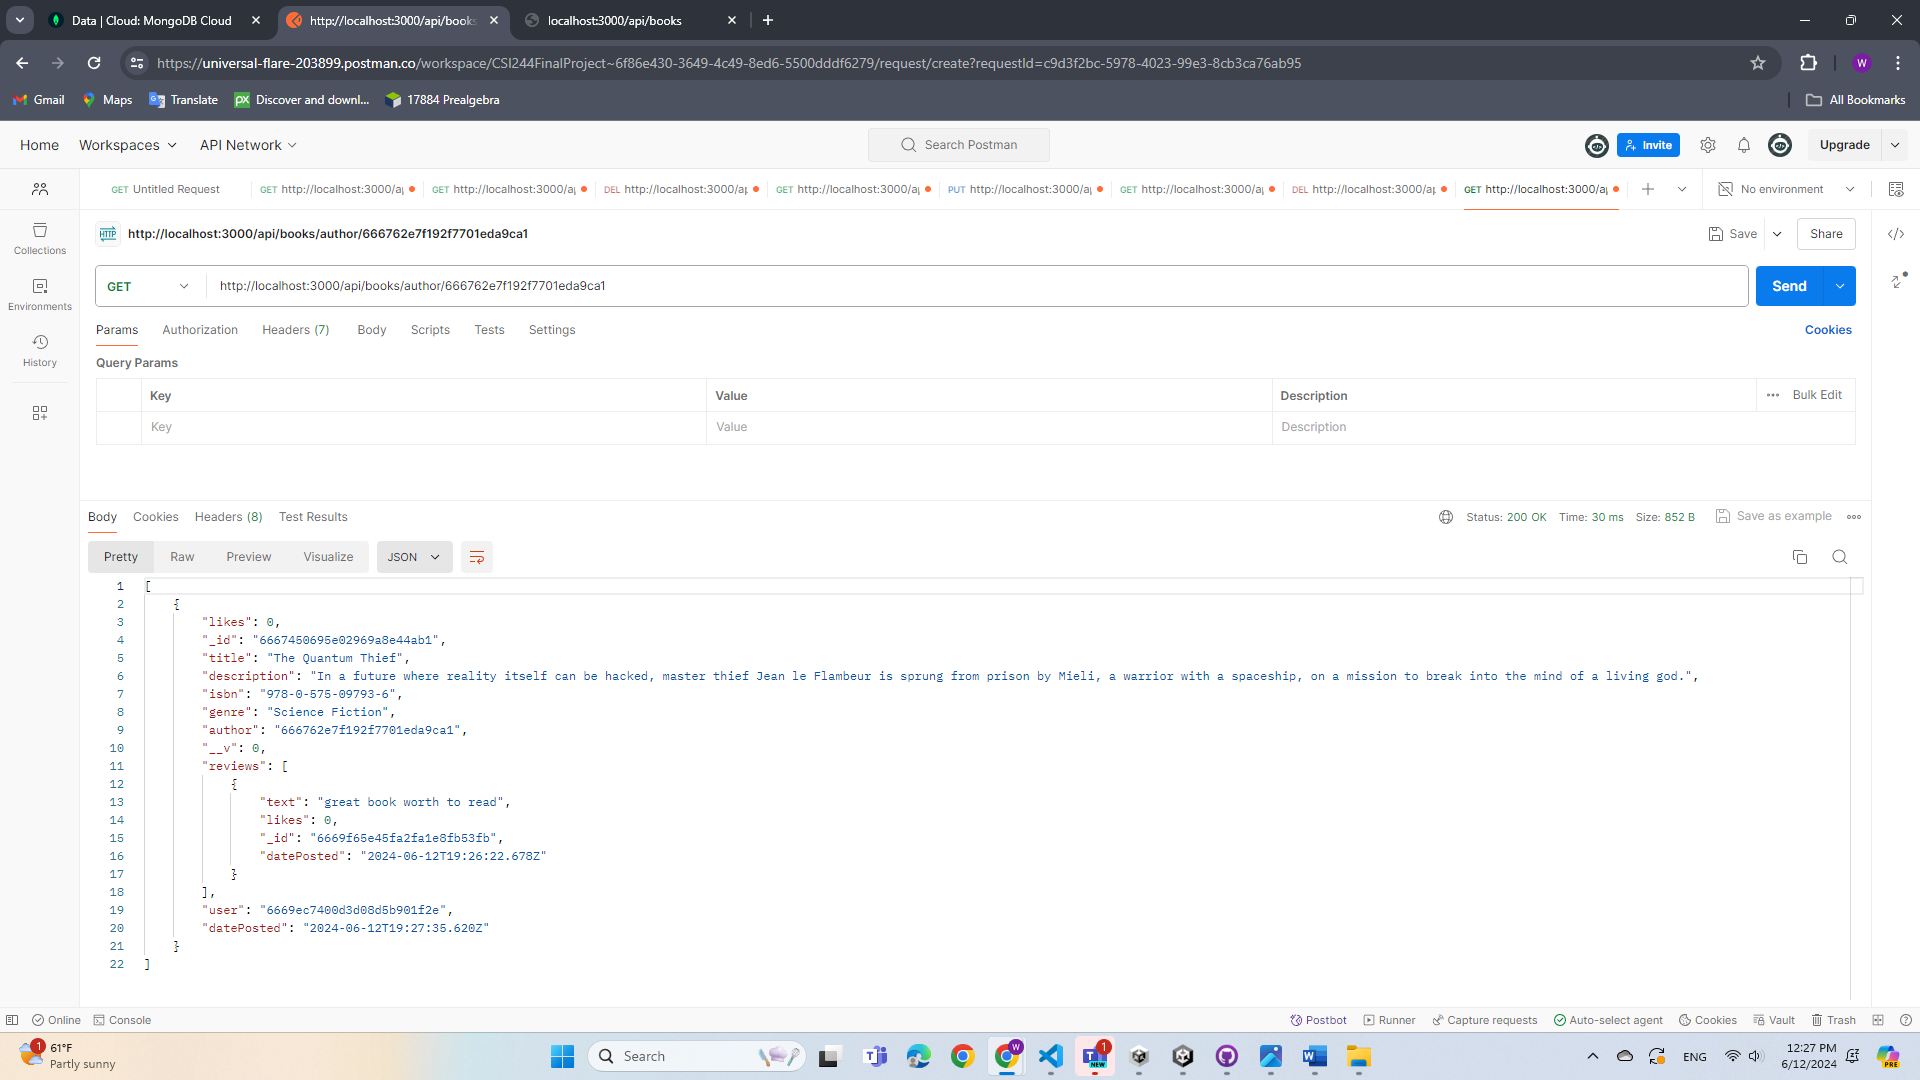 Data | Cloud: MongoDB Cloud
http://localhost:3000/api/books
localhost:3000/api/books
https://universal-flare-203899.postman.co/workspace/CSI244FinalProject~6f86e430-3649-4c49-8ed6-5500dddf6279/request/create?requestId=c9d3f2bc-5978-4023-99e3-8cb3ca76ab95
W
Gmail
Maps
Translate
px Discover and downl...
17884 Prealgebra
All Bookmarks
Home
Workspaces
API Network
Search Postman
Invite
Upgrade
GET Untitled Request
GET http://localhost:3000/a
GET http://localhost:3000/a
DEL http://localhost:3000/a
GET http://localhost:3000/a
PUT http://localhost:3000/a
GET http://localhost:3000/a
DEL http://localhost:3000/a
GET http://localhost:3000/a
No environment
Collections
Environments
History
HTTP http://localhost:3000/api/books/author/666762e7f192f7701eda9ca1
Save
Share
GET
http://localhost:3000/api/books/author/666762e7f192f7701eda9ca1
Send
Params
Authorization
Headers (7)
Body
Scripts
Tests
Settings
Cookies
Query Params
Key
Value
Description
Bulk Edit
Key
Value
Description
Body
Cookies
Headers (8)
Test Results
Status: 200 OK
Time: 30 ms
Size: 852 B
Save as example
Pretty
Raw
Preview
Visualize
JSON
1 [
2 {
3 "likes": 0,
4 "_id": "6667450695e02969a8e44ab1",
5 "title": "The Quantum Thief",
6 "description": "In a future where reality itself can be hacked, master thief Jean le Flambeur is sprung from prison by Mieli, a warrior with a spaceship, on a mission to break into the mind of a living god.",
7 "isbn": "978-0-575-09793-6",
8 "genre": "Science Fiction",
9 "author": "666762e7f192f7701eda9ca1",
10 "__v": 0,
11 "reviews": [
12 {
13 "text": "great book worth to read",
14 "likes": 0,
15 "_id": "6669f65e45fa2fa1e8fb53fb",
16 "datePosted": "2024-06-12T19:26:22.678Z"
17 }
18 ],
19 "user": "6669ec7400d3d08d5b901f2e",
20 "datePosted": "2024-06-12T19:27:35.620Z"
21 }
22 ]
Online
Console
Postbot
Runner
Capture requests
Auto-select agent
Cookies
Vault
Trash
1
61°F
Partly sunny
Search
W
1
NEW
ENG
12:27 PM
6/12/2024
PRE